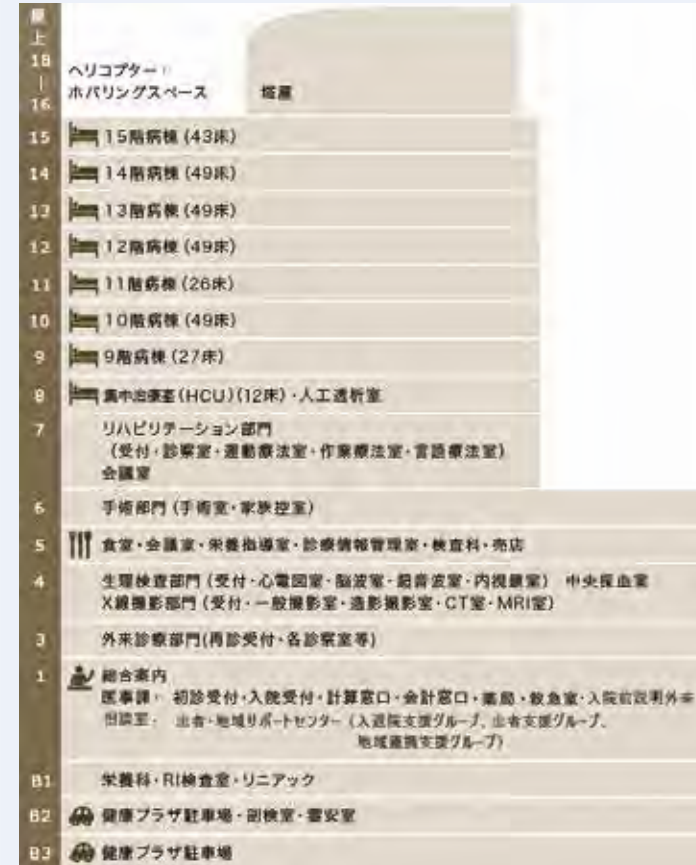 屋上
18
|
16
ヘリコプター
ホバリングスペース
塔屋
15 15階病棟(43床)
14 14階病棟(49床)
13 13階病棟(49床)
12 12階病棟(49床)
11 11階病棟(26床)
10 10階病棟(49床)
9 9階病棟(27床)
8 集中治療室(HCU)(12床)・人工透析室
7 リハビリテーション部門
(受付・診察室・運動療法室・作業療法室・言語療法室)
会議室
6 手術部門(手術室・家族控室)
5 食堂・会議室・栄養指導室・診療情報管理室・検査科・売店
4 生理検査部門(受付・心電図室・脳波室・超音波室・内視鏡室) 中央採血室
X線撮影部門(受付・一般撮影室・造影撮影室・CT室・MRI室)
3 外来診療部門(再診受付・各診察室等)
1 総合案内
医事課: 初診受付・入院受付・計算窓口・会計窓口・薬局・救急室・入院前説明外来
相談室: 患者・地域サポートセンター(入退院支援グループ、患者支援グループ、
地域連携支援グループ)
B1 栄養科・RI検査室・リニアック
B2 健康プラザ駐車場・剖検室・霊安室
B3 健康プラザ駐車場